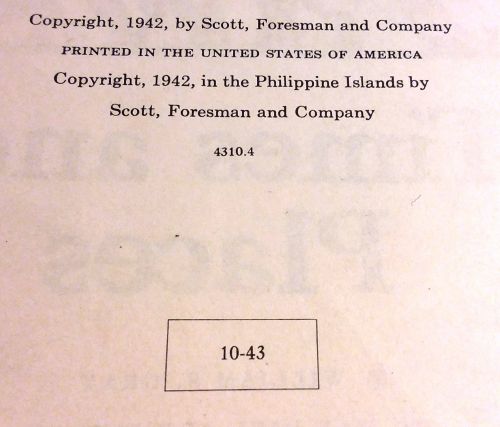 Copyright, 1942, by Scott, Foresman and Company
PRINTED IN THE UNITED STATES OF AMERICA
Copyright, 1942, in the Philippine Islands by
Scott, Foresman and Company
4310.4
10-43